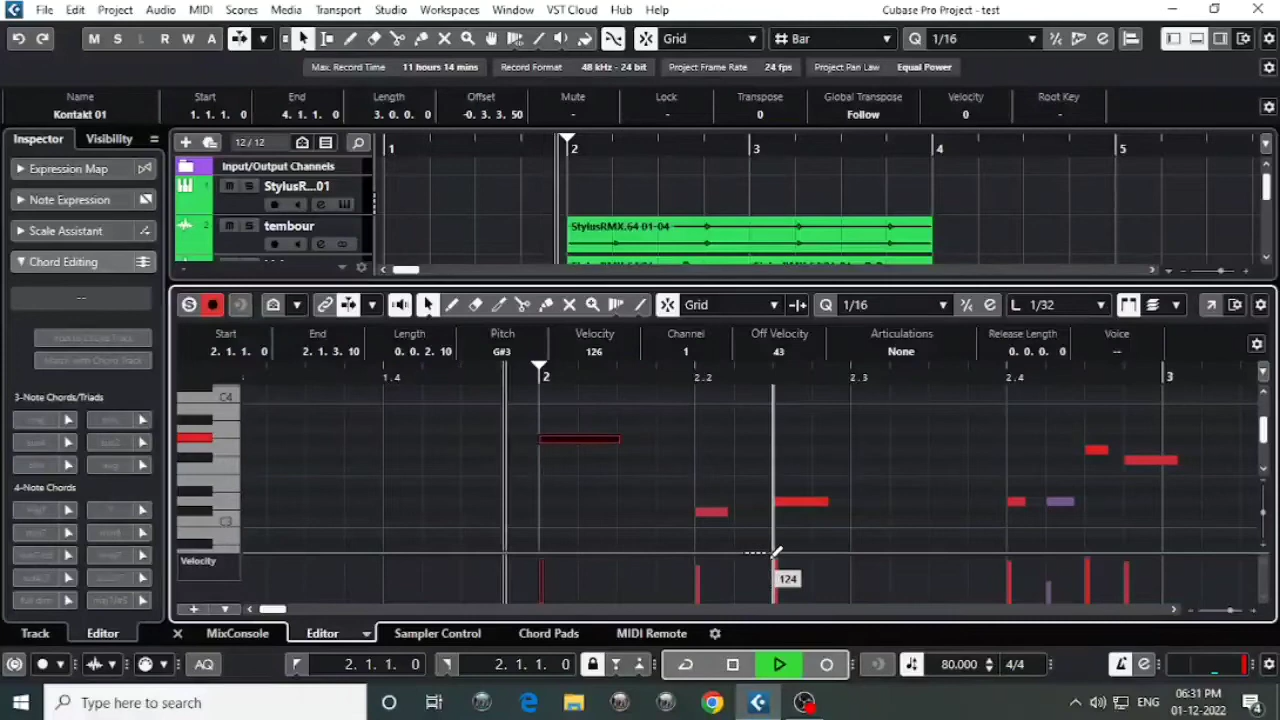 File Edit Project Audio MIDI Scores Media Transport Studio Workspaces Window VST Cloud Hub Help Cubase Pro Project - test
M S L R W A Grid Bar Q 1/16
Max. Record Time 11 hours 14 mins Record Format 48 kHz - 24 bit Project Frame Rate 24 fps Project Pan Law Equal Power
Name Start End Length Offset Mute Lock Transpose Global Transpose Velocity Root Key
Kontakt 01 1. 1. 1. 0 4. 1. 1. 0 3. 0. 0. 0 -0. 3. 3. 50 - - 0 Follow 0 -
Inspector Visibility 12 / 12 1 2 3 4 5
Expression Map Input/Output Channels
Note Expression 1 m S StylusR...01
Scale Assistant 2 m S tembour StylusRMX.64 01-04
Chord Editing
--
Grid Q 1/16 L 1/32
Start End Length Pitch Velocity Channel Off Velocity Articulations Release Length Voice
2. 1. 1. 0 2. 1. 3. 10 0. 0. 2. 10 G#3 126 1 43 None 0. 0. 0. 0 --
Match with Chord Track
1.4 2 2.2 2.3 2.4 3
3-Note Chords/Triads C4
4-Note Chords
C3
Velocity
124
Track Editor MixConsole Editor Sampler Control Chord Pads MIDI Remote
AQ 2. 1. 1. 0 2. 1. 1. 0 80.000 4/4
Type here to search ENG 06:31 PM
01-12-2022 4